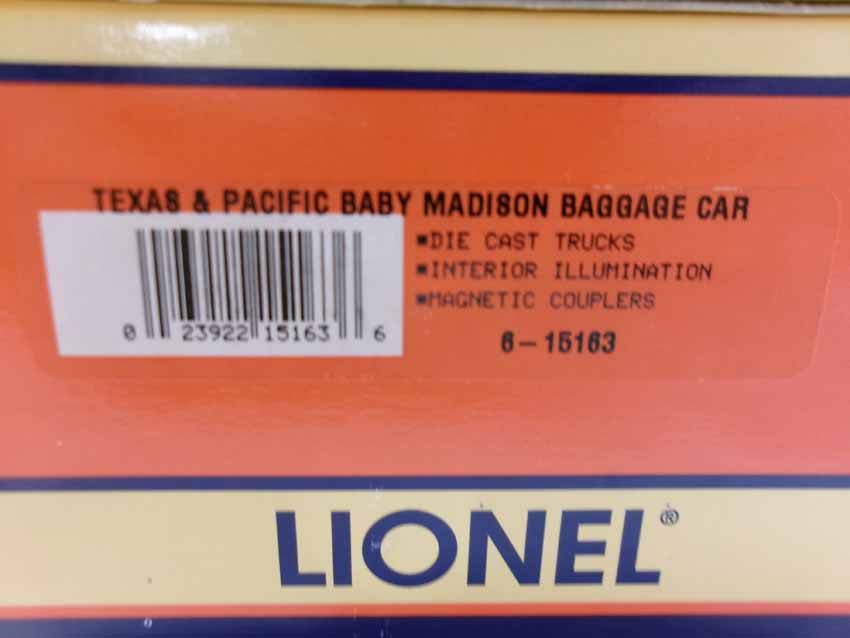 TEXAS & PACIFIC BABY MADISON BAGGAGE CAR
▪DIE CAST TRUCKS
▪INTERIOR ILLUMINATION
▪MAGNETIC COUPLERS
0 23922 15163 6
6-15163
LIONEL®